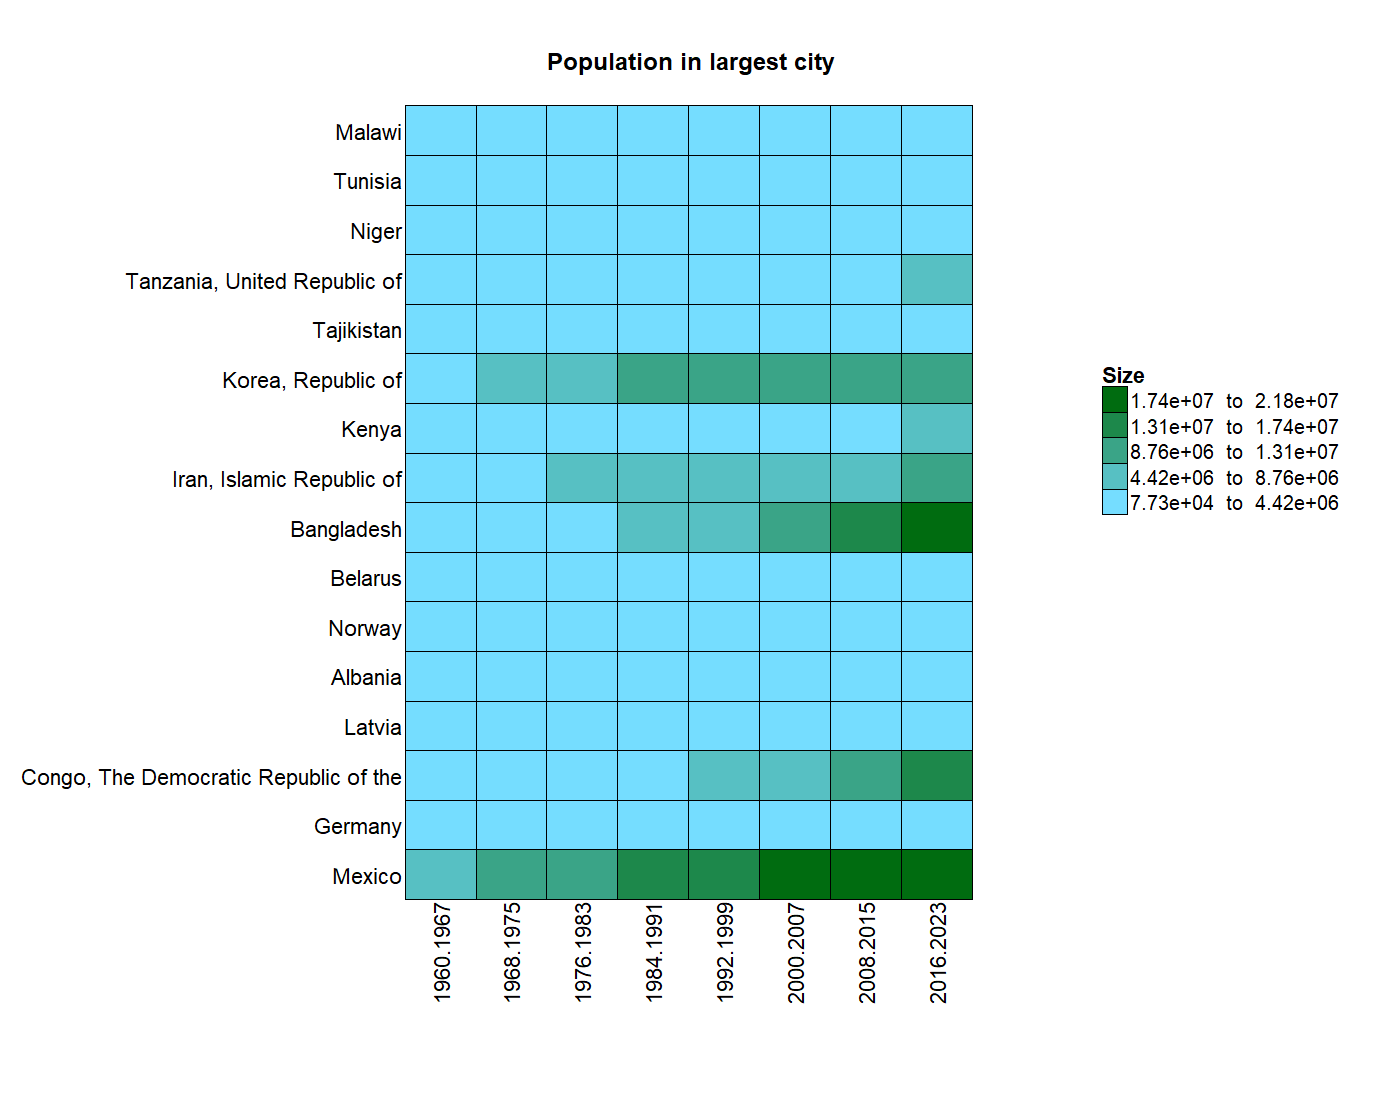 Population in largest city
Malawi
Tunisia
Niger
Tanzania, United Republic of
Tajikistan
Korea, Republic of
Kenya
Iran, Islamic Republic of
Bangladesh
Belarus
Norway
Albania
Latvia
Congo, The Democratic Republic of the
Germany
Mexico
1960.1967
1968.1975
1976.1983
1984.1991
1992.1999
2000.2007
2008.2015
2016.2023
Size
1.74e+07 to 2.18e+07
1.31e+07 to 1.74e+07
8.76e+06 to 1.31e+07
4.42e+06 to 8.76e+06
7.73e+04 to 4.42e+06